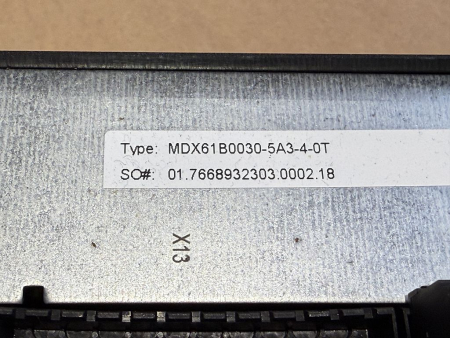 Type: MDX61B0030-5A3-4-0T
SO#: 01.7668932303.0002.18
X13